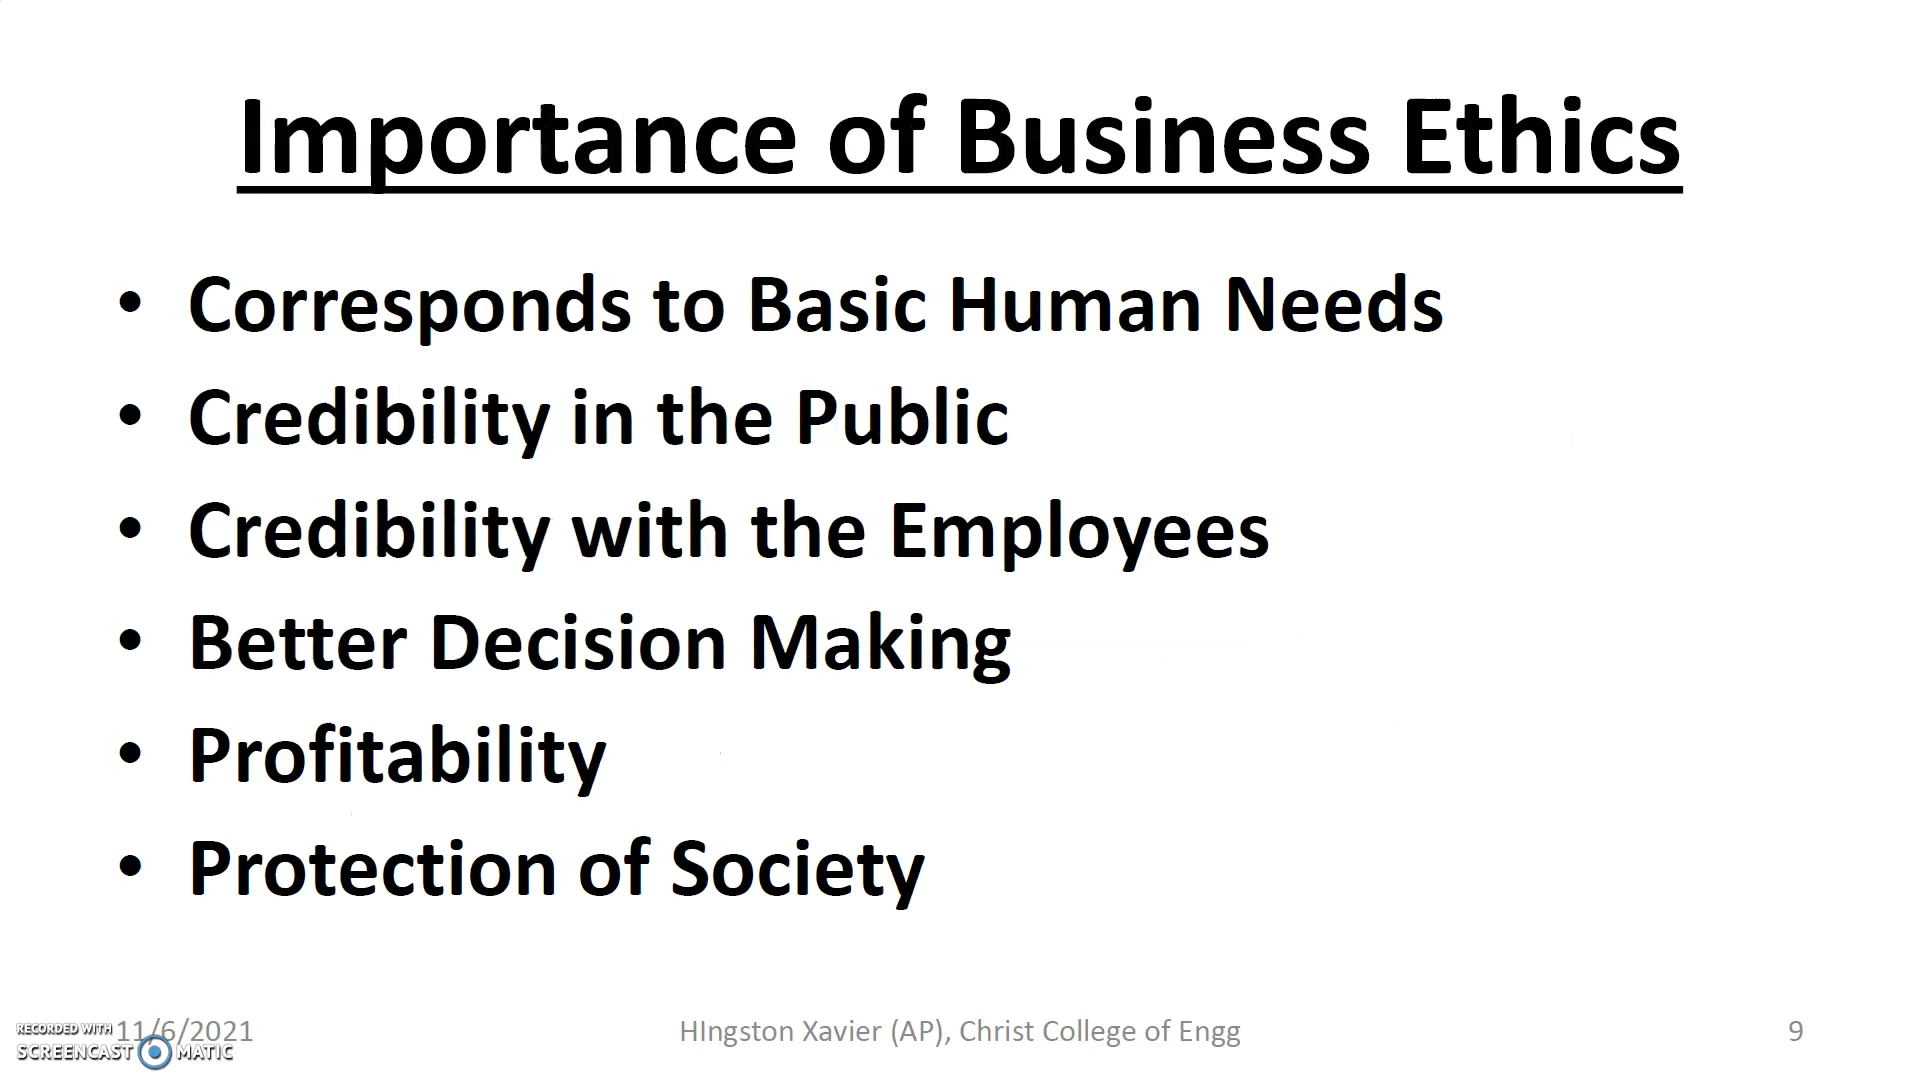 Importance of Business Ethics
• Corresponds to Basic Human Needs
• Credibility in the Public
• Credibility with the Employees
• Better Decision Making
• Profitability
• Protection of Society
RECORDED WITH
SCREENCAST MATIC
11/6/2021
HIngston Xavier (AP), Christ College of Engg
9